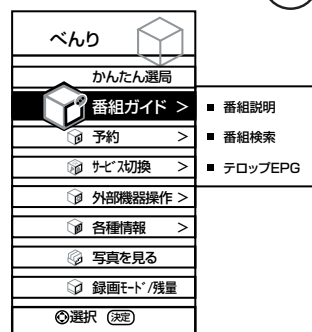 べんり
かんたん選局
番組ガイド >
予約 >
ｻｰﾋﾞｽ切換 >
外部機器操作 >
各種情報 >
写真を見る
録画ﾓｰﾄﾞ/残量
選択 決定
■ 番組説明
■ 番組検索
■ テロップEPG